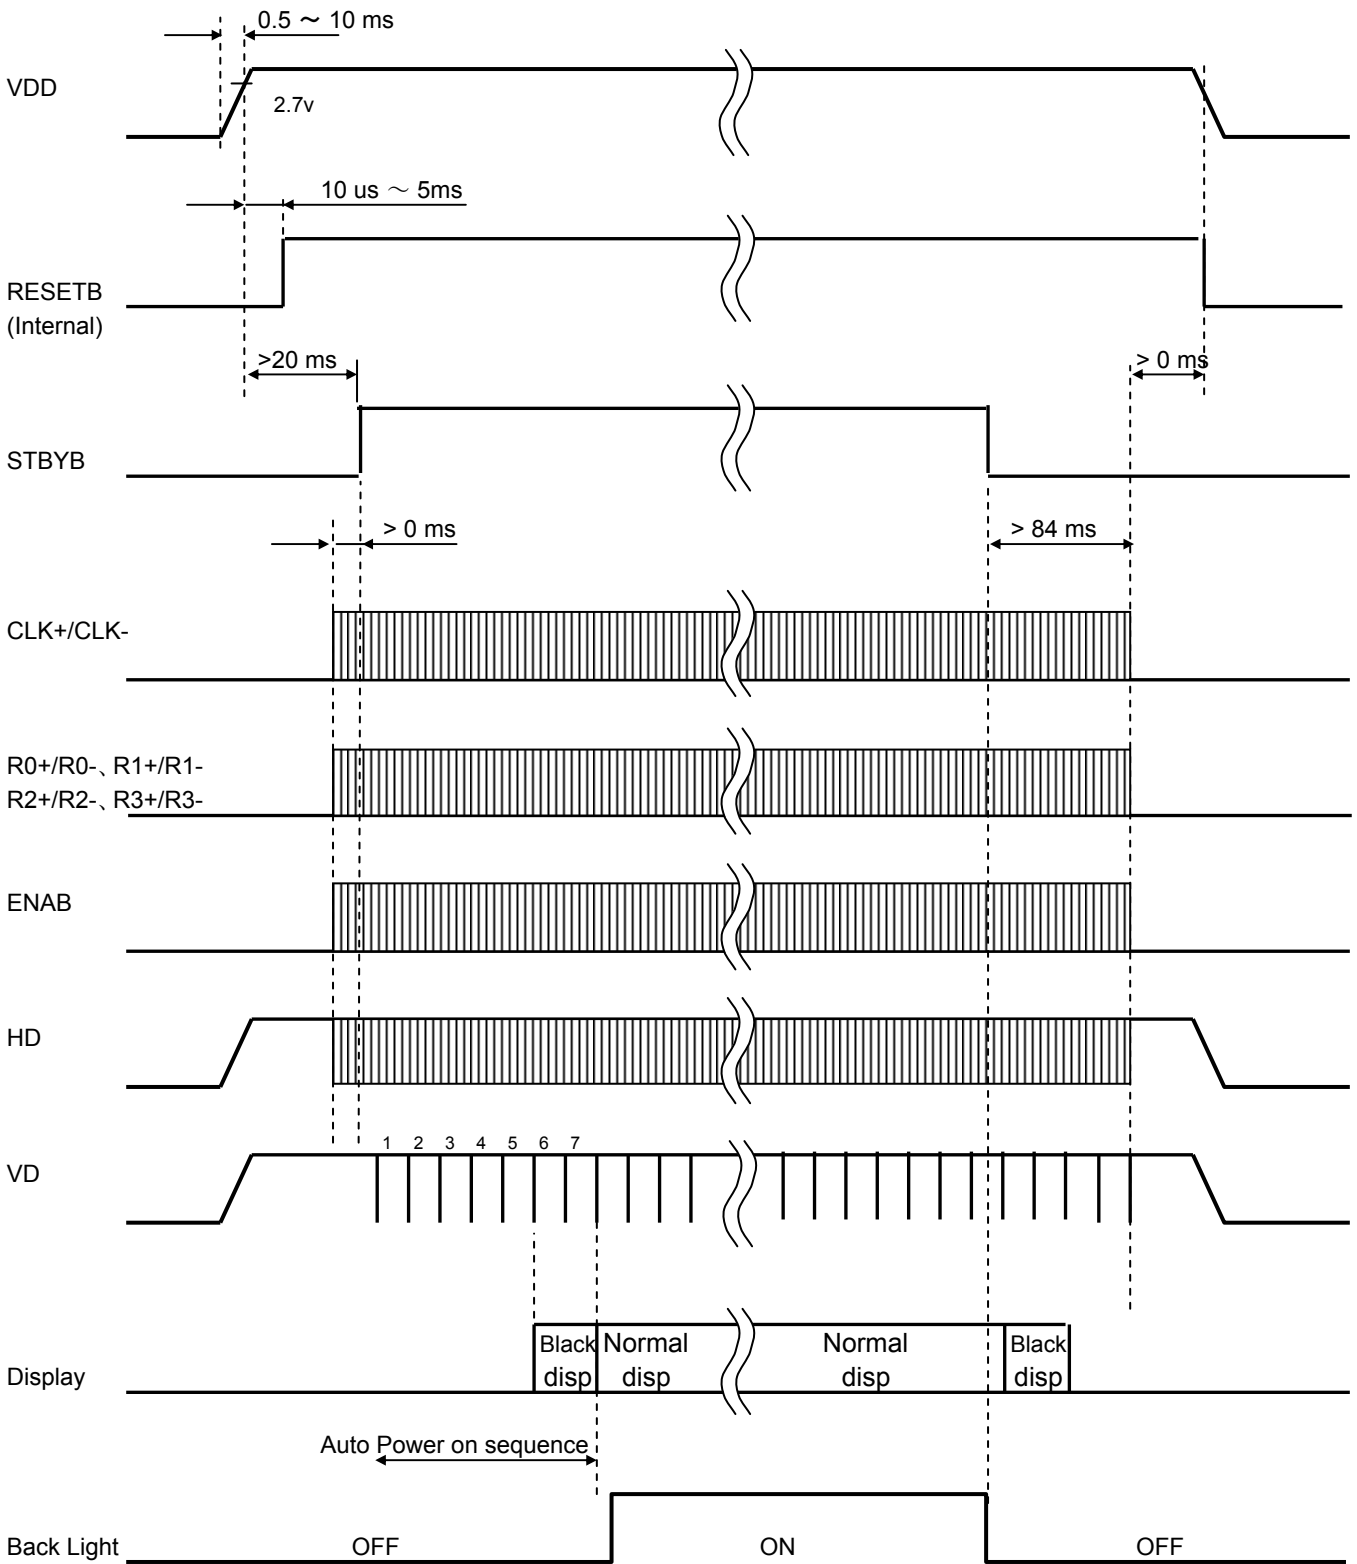 0.5 ～ 10 ms
VDD
2.7v
10 us ～ 5ms
RESETB
(Internal)
>20 ms
> 0 ms
STBYB
> 0 ms
> 84 ms
CLK+/CLK-
R0+/R0-、R1+/R1-
R2+/R2-、R3+/R3-
ENAB
HD
1 2 3 4 5 6 7
VD
Black Normal Normal Black
disp disp disp disp
Display
Auto Power on sequence
Back Light OFF ON OFF